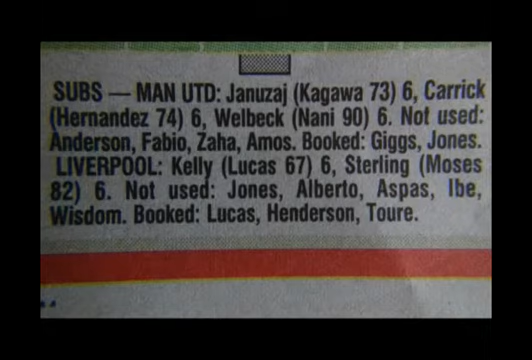 SUBS — MAN UTD: Januzaj (Kagawa 73) 6, Carrick
(Hernandez 74) 6, Welbeck (Nani 90) 6. Not used:
Anderson, Fabio, Zaha, Amos. Booked: Giggs, Jones.
LIVERPOOL: Kelly (Lucas 67) 6, Sterling (Moses
82) 6. Not used: Jones, Alberto, Aspas, Ibe,
Wisdom. Booked: Lucas, Henderson, Toure.